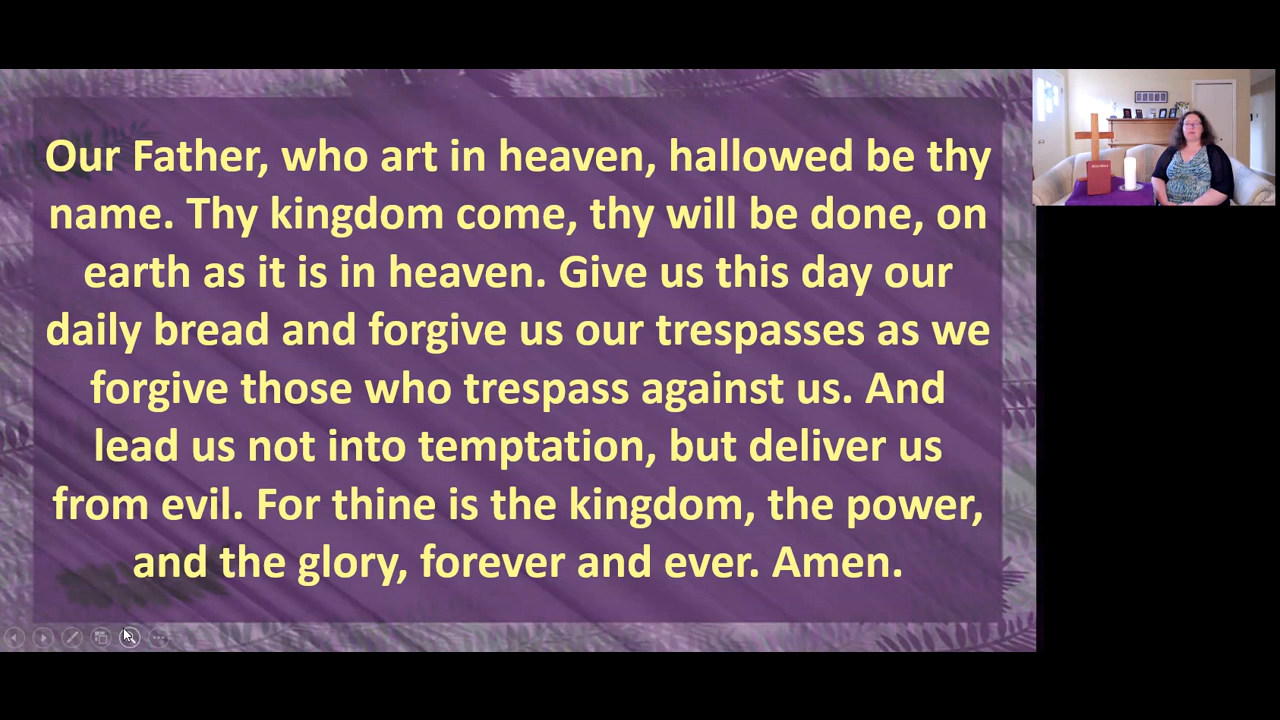 Our Father, who art in heaven, hallowed be thy
name. Thy kingdom come, thy will be done, on
earth as it is in heaven. Give us this day our
daily bread and forgive us our trespasses as we
forgive those who trespass against us. And
lead us not into temptation, but deliver us
from evil. For thine is the kingdom, the power,
and the glory, forever and ever. Amen.